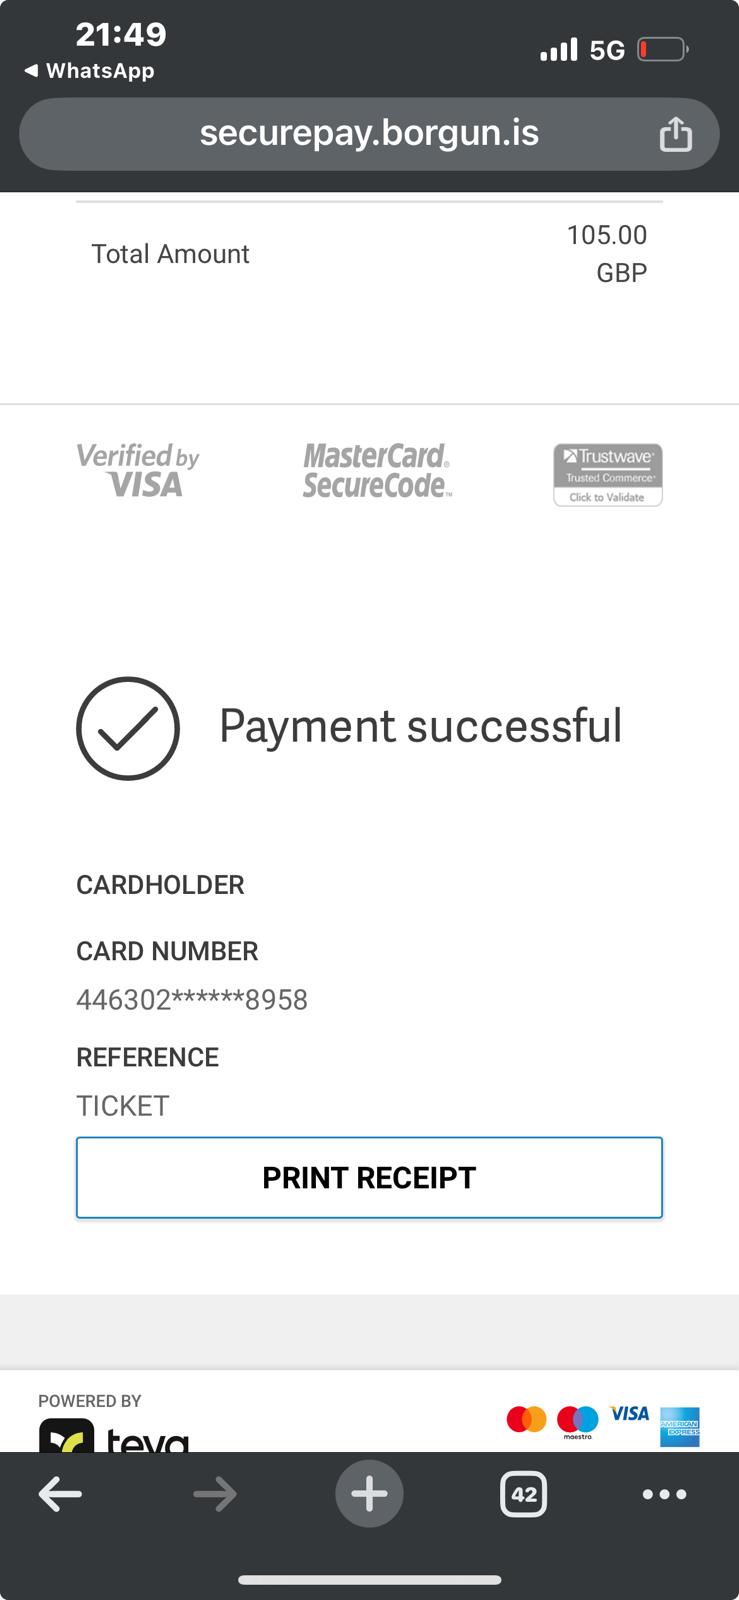 21:49
5G
◀ WhatsApp
securepay.borgun.is
Total Amount
105.00
GBP
Verified by
VISA
MasterCard®
SecureCode™
Trustwave®
Trusted Commerce℠
Click to Validate
Payment successful
CARDHOLDER
CARD NUMBER
446302******8958
REFERENCE
TICKET
PRINT RECEIPT
POWERED BY
teya
maestro
VISA
AMERICAN
EXPRESS
42